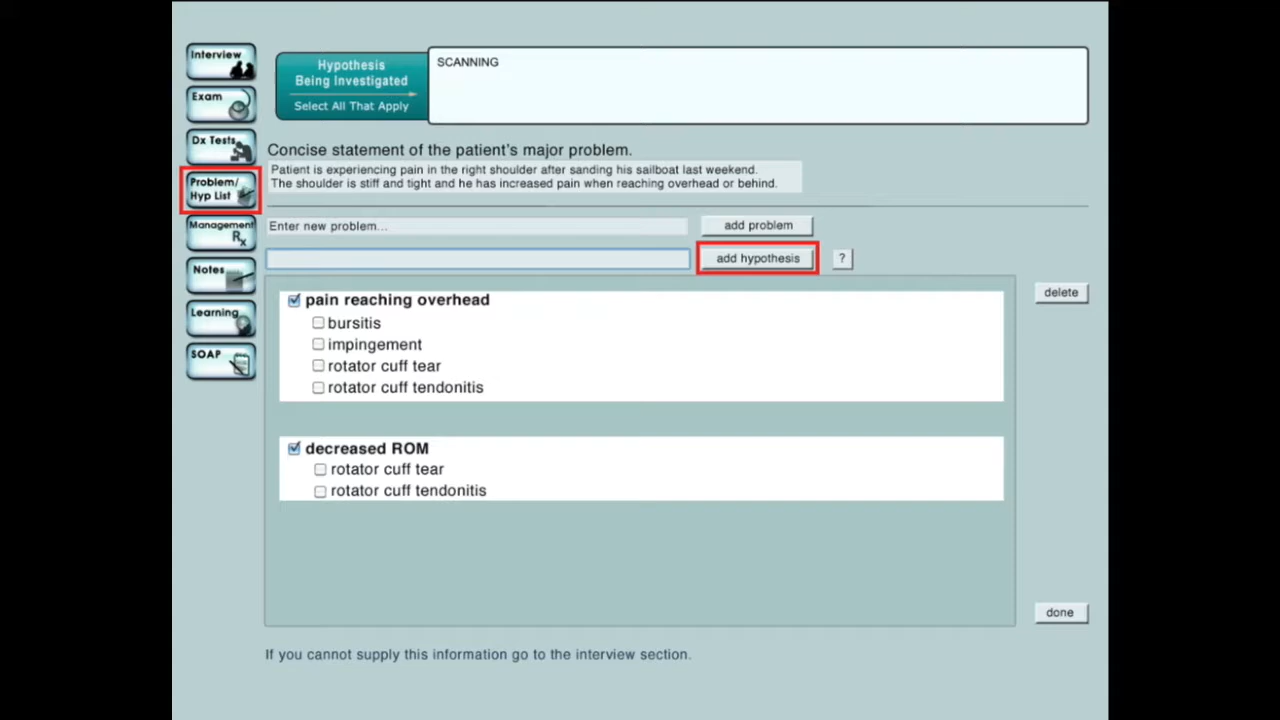 Interview
Exam
Dx Tests
Problem/
Hyp List
Management
Rx
Notes
Learning
SOAP
Hypothesis
Being Investigated
Select All That Apply
SCANNING
Concise statement of the patient's major problem.
Patient is experiencing pain in the right shoulder after sanding his sailboat last weekend.
The shoulder is stiff and tight and he has increased pain when reaching overhead or behind.
Enter new problem...
add problem
add hypothesis
?
pain reaching overhead
bursitis
impingement
rotator cuff tear
rotator cuff tendonitis
decreased ROM
rotator cuff tear
rotator cuff tendonitis
delete
done
If you cannot supply this information go to the interview section.